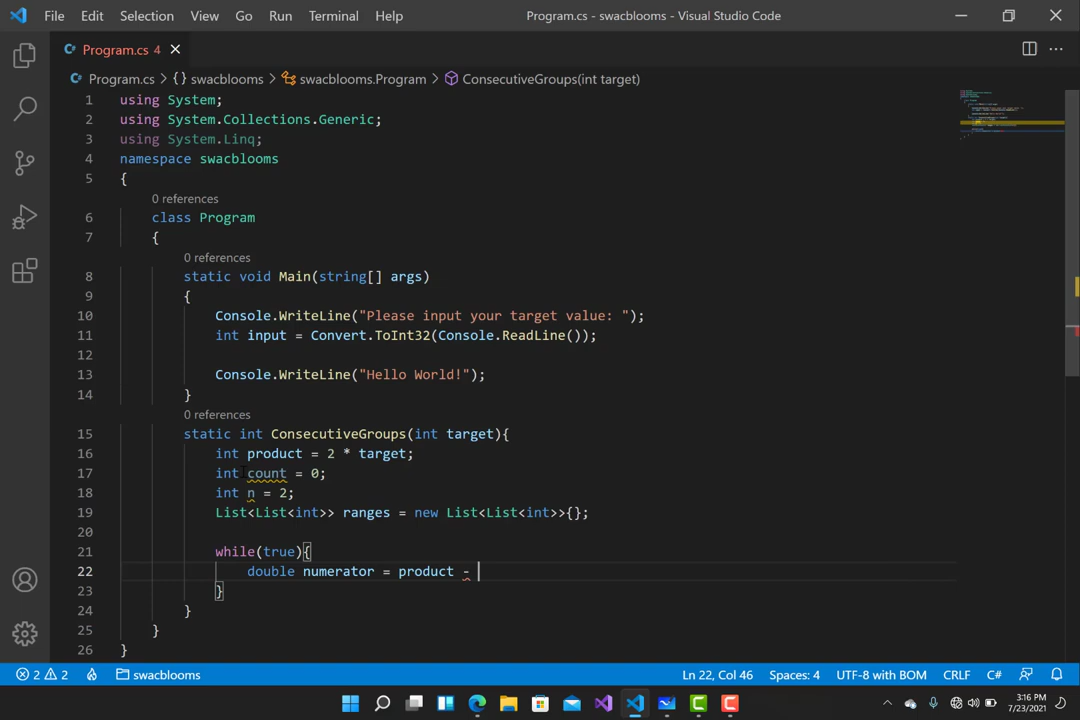 File Edit Selection View Go Run Terminal Help Program.cs - swacblooms - Visual Studio Code
Program.cs 4
Program.cs > {} swacblooms > swacblooms.Program > ConsecutiveGroups(int target)
1 using System;
2 using System.Collections.Generic;
3 using System.Linq;
4 namespace swacblooms
5 {
0 references
6 class Program
7 {
0 references
8 static void Main(string[] args)
9 {
10 Console.WriteLine("Please input your target value: ");
11 int input = Convert.ToInt32(Console.ReadLine());
12
13 Console.WriteLine("Hello World!");
14 }
0 references
15 static int ConsecutiveGroups(int target){
16 int product = 2 * target;
17 int count = 0;
18 int n = 2;
19 List<List<int>> ranges = new List<List<int>>{};
20
21 while(true){
22 double numerator = product -
23 }
24 }
25 }
26 }
2 2 swacblooms Ln 22, Col 46 Spaces: 4 UTF-8 with BOM CRLF C#
3:16 PM
7/23/2021